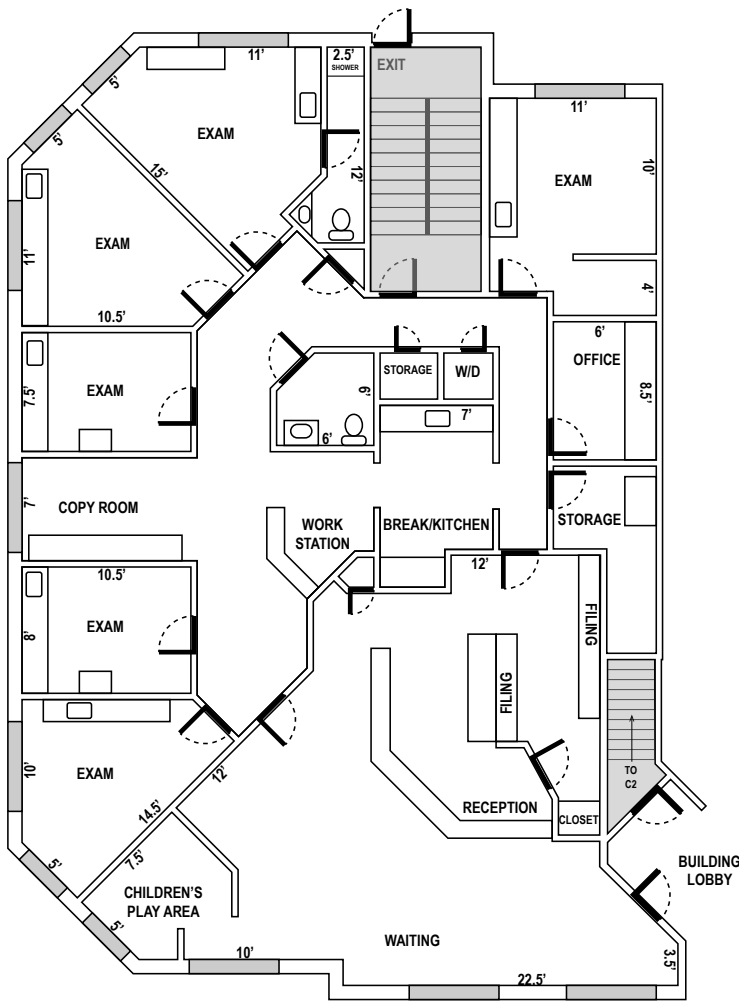 11'
2.5'
SHOWER
EXIT
5'
11'
EXAM
5'
15'
12'
EXAM
10'
EXAM
11'
4'
10.5'
6'
OFFICE
7.5'
EXAM
STORAGE
W/D
6'
8.5'
7'
6'
7'
COPY ROOM
WORK
STATION
BREAK/KITCHEN
STORAGE
10.5'
12'
8'
EXAM
FILING
FILING
10'
EXAM
12'
TO
C2
14.5'
RECEPTION
CLOSET
7.5'
5'
CHILDREN'S
PLAY AREA
BUILDING
LOBBY
5'
WAITING
3.5'
10'
22.5'